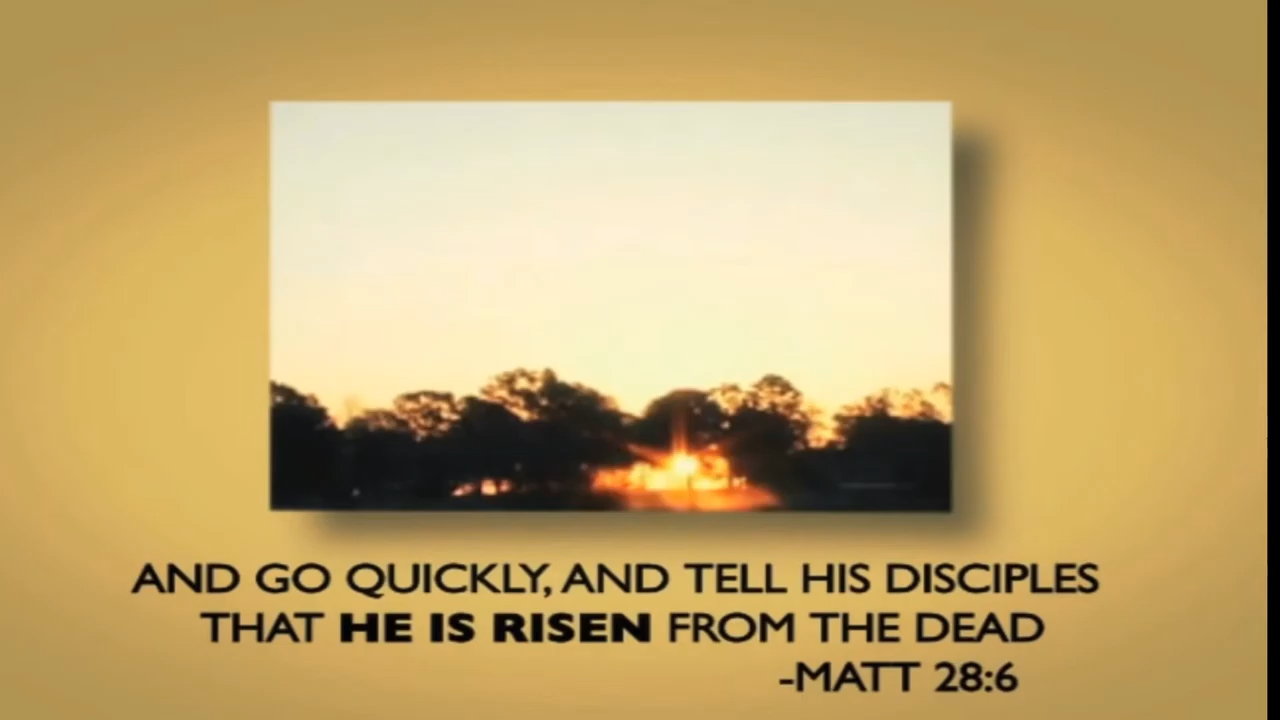 AND GO QUICKLY, AND TELL HIS DISCIPLES
THAT HE IS RISEN FROM THE DEAD
-MATT 28:6